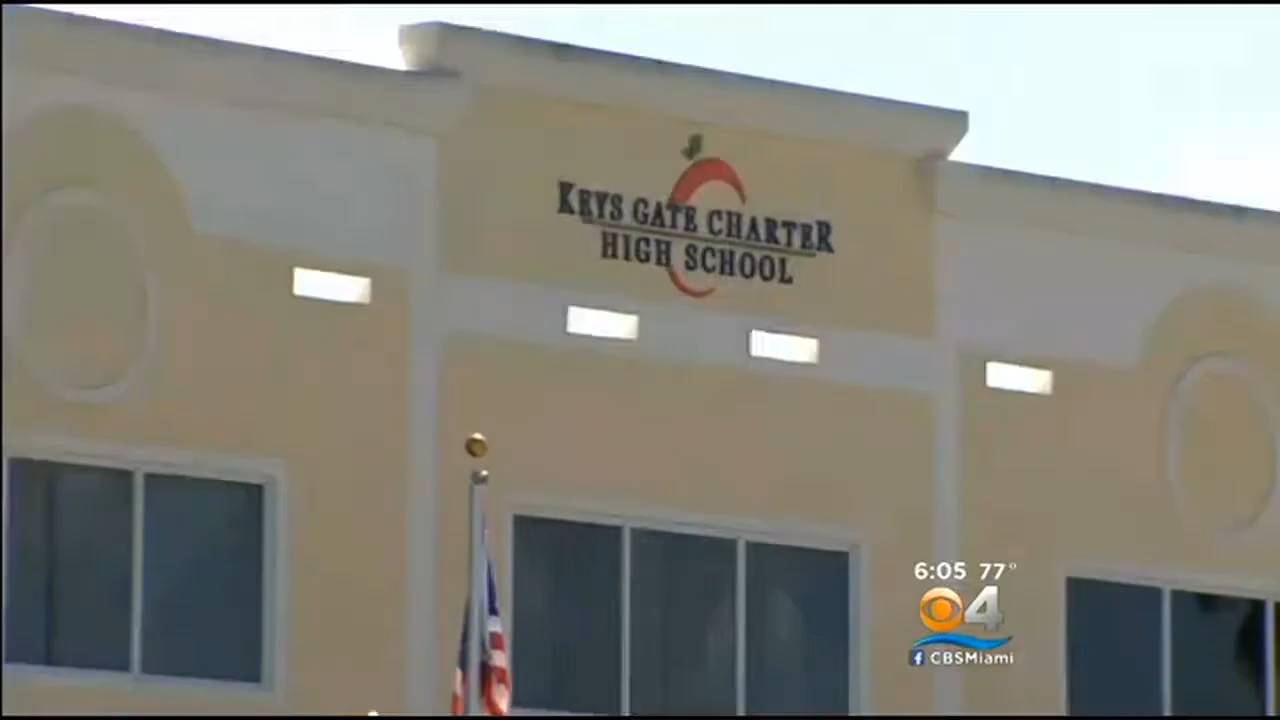 KEYS GATE CHARTER
HIGH SCHOOL
6:05 77°
4
CBSMiami